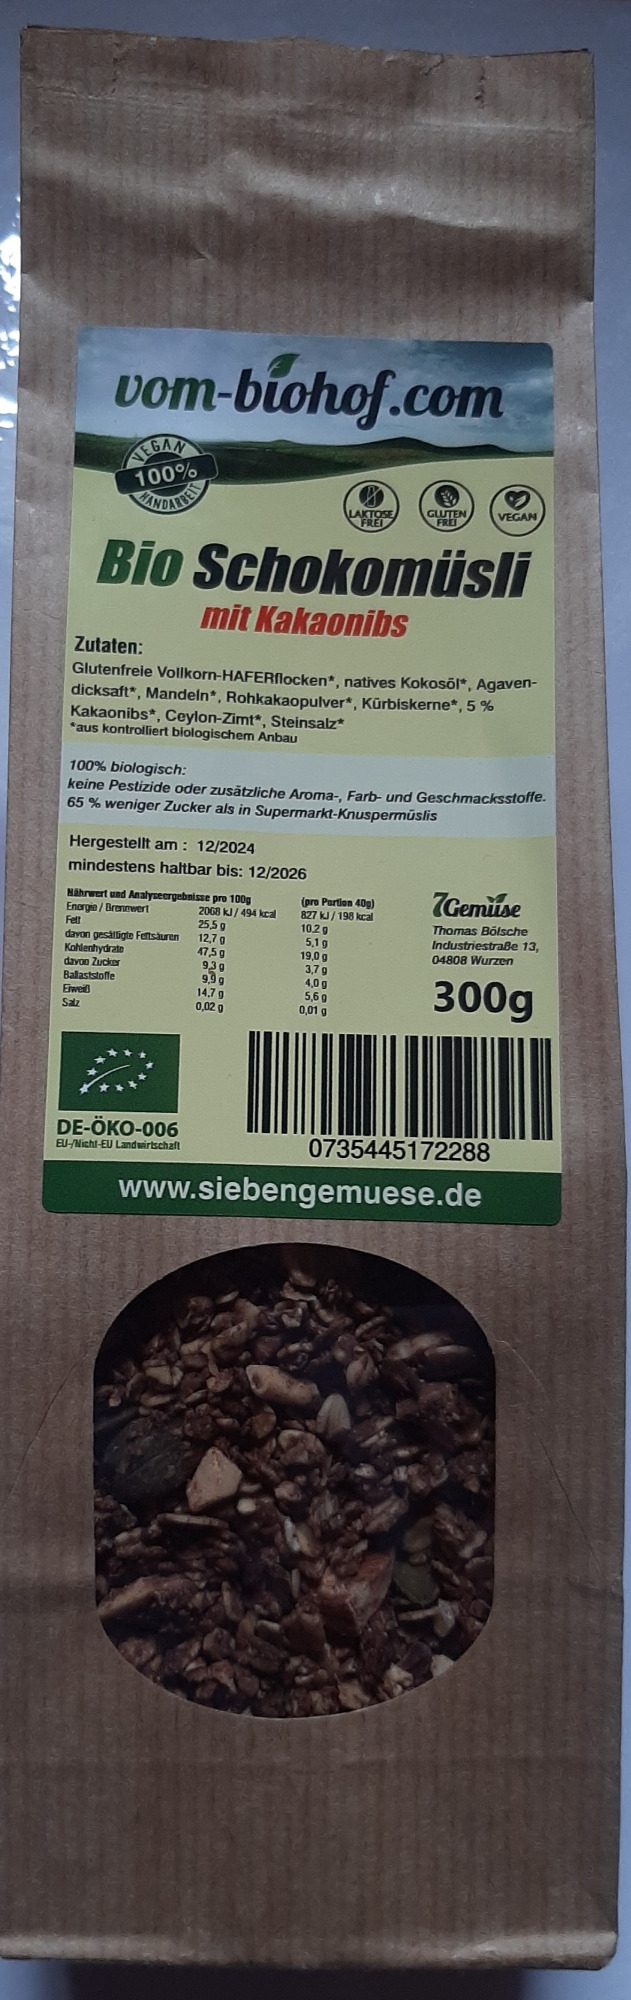 vom-biohof.com
VEGAN
100%
HANDARBEIT
LAKTOSE
FREI
GLUTEN
FREI
VEGAN
Bio Schokomüsli
mit Kakaonibs
Zutaten:
Glutenfreie Vollkorn-HAFERflocken*, natives Kokosöl*, Agaven-
dicksaft*, Mandeln*, Rohkakaopulver*, Kürbiskerne*, 5 %
Kakaonibs*, Ceylon-Zimt*, Steinsalz*
*aus kontrolliert biologischem Anbau
100% biologisch:
keine Pestizide oder zusätzliche Aroma-, Farb- und Geschmacksstoffe.
65 % weniger Zucker als in Supermarkt-Knuspermüslis
Hergestellt am : 12/2024
mindestens haltbar bis: 12/2026
Nährwert und Analyseergebnisse pro 100g (pro Portion 40g)
Energie / Brennwert 2068 kJ / 494 kcal 827 kJ / 198 kcal
Fett 25,5 g 10,2 g
davon gesättigte Fettsäuren 12,7 g 5,1 g
Kohlenhydrate 47,5 g 19,0 g
davon Zucker 9,3 g 3,7 g
Ballaststoffe 9,9 g 4,0 g
Eiweiß 14,7 g 5,6 g
Salz 0,02 g 0,01 g
7Gemüse
Thomas Bölsche
Industriestraße 13,
04808 Wurzen
300g
DE-ÖKO-006
EU-/Nicht-EU Landwirtschaft
0735445172288
www.siebengemuese.de